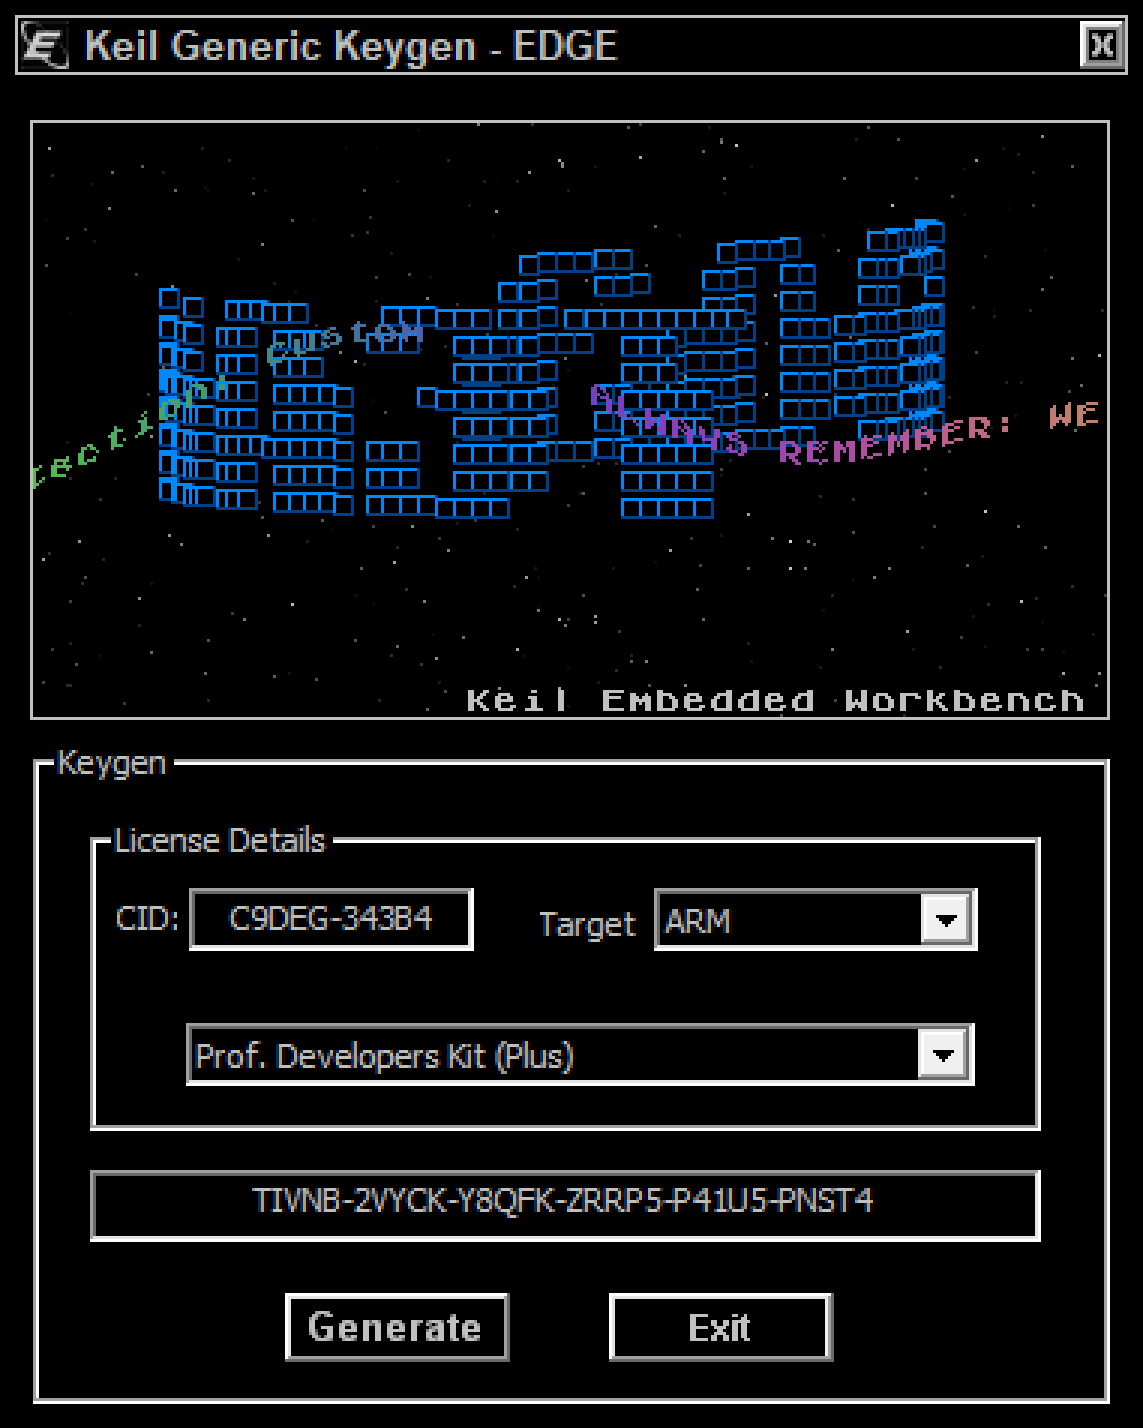 Keil Generic Keygen - EDGE
custom
ALWAYS REMEMBER: WE
Keil Embedded Workbench
Keygen
License Details
CID: C9DEG-343B4 Target ARM
Prof. Developers Kit (Plus)
TIVNB-2VYCK-Y8QFK-ZRRP5-P41U5-PNST4
Generate Exit